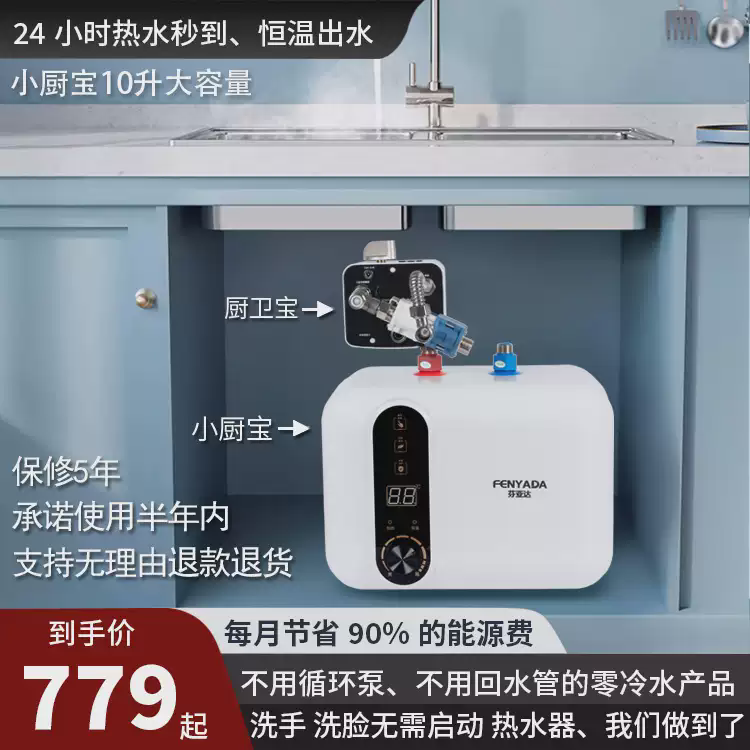 24 小时热水秒到、恒温出水
小厨宝10升大容量
厨卫宝
小厨宝
FENYADA
芬亚达
88
保修5年
承诺使用半年内
支持无理由退款退货
到手价
779起
每月节省 90% 的能源费
不用循环泵、不用回水管的零冷水产品
洗手 洗脸无需启动 热水器、我们做到了